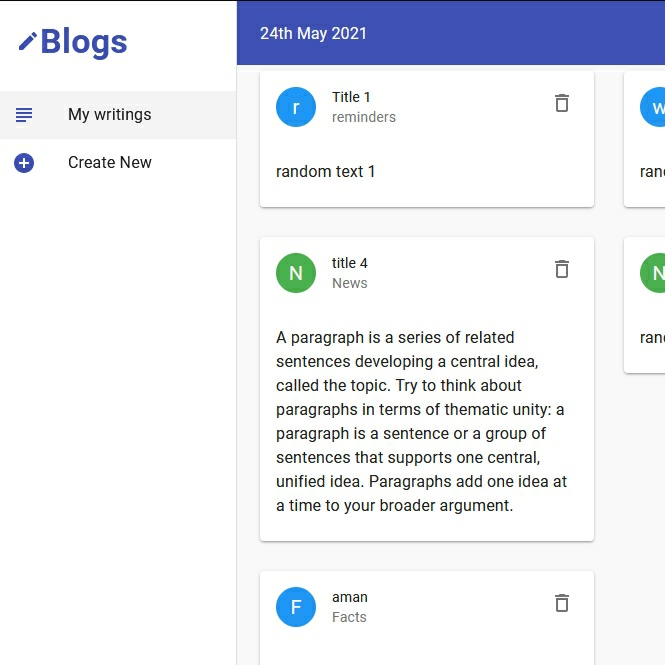 Blogs
My writings
Create New
24th May 2021
r
Title 1
reminders
random text 1
N
title 4
News
A paragraph is a series of related
sentences developing a central idea,
called the topic. Try to think about
paragraphs in terms of thematic unity: a
paragraph is a sentence or a group of
sentences that supports one central,
unified idea. Paragraphs add one idea at
a time to your broader argument.
F
aman
Facts
w
N